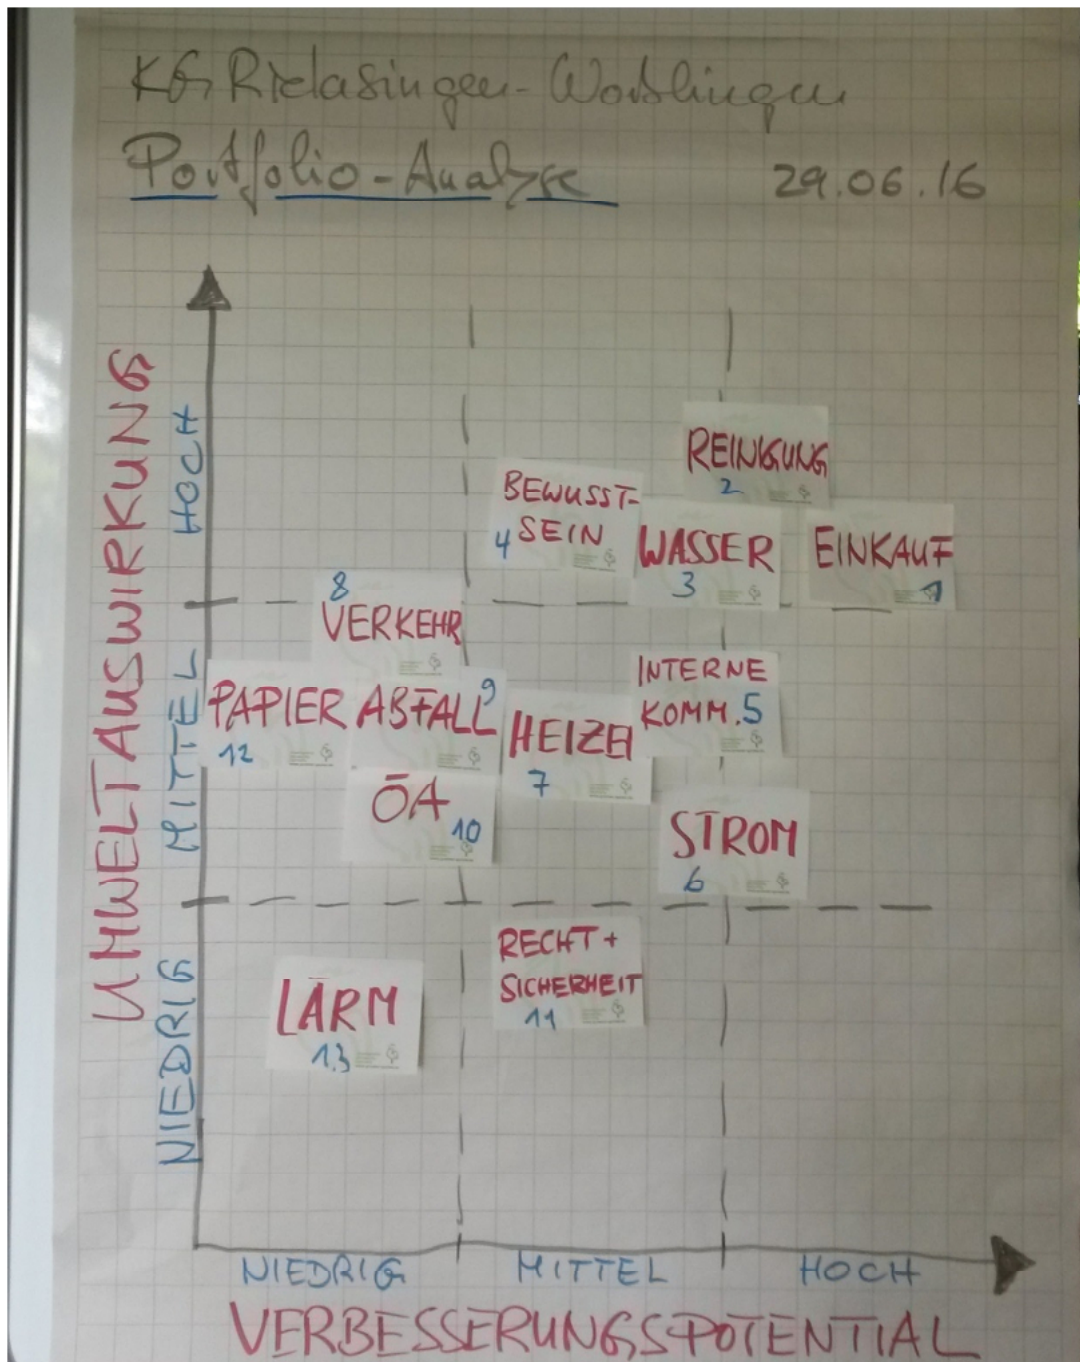 KG Rielasingen-Worblingen
Portfolio-Analyse 29.06.16
UMWELTAUSWIRKUNG
HOCH
MITTEL
NIEDRIG
REINIGUNG
2
BEWUSST-
SEIN
4
WASSER
3
EINKAUF
1
8
VERKEHR
INTERNE
KOMM. 5
PAPIER
12
ABFALL 9
HEIZE
7
ÖA
10
STROM
6
RECHT +
SICHERHEIT
11
LÄRM
13
NIEDRIG MITTEL HOCH
VERBESSERUNGSPOTENTIAL